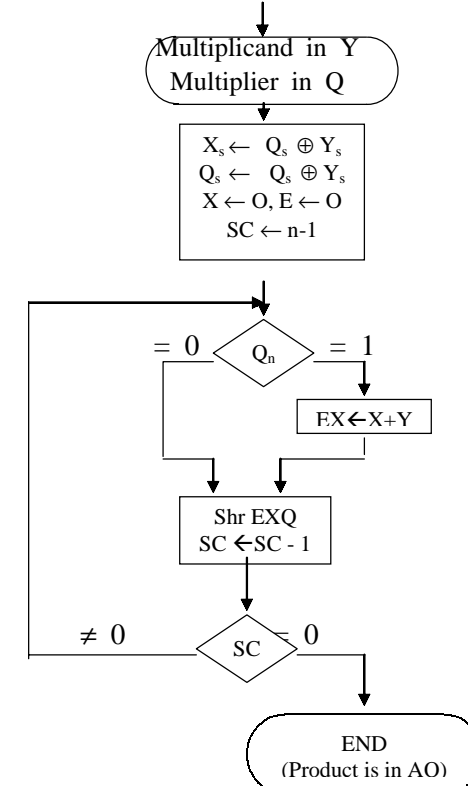 Multiplicand in Y
Multiplier in Q
Xₛ ← Qₛ ⊕ Yₛ
Qₛ ← Qₛ ⊕ Yₛ
X ← O, E ← O
SC ← n-1
= 0
Qₙ
= 1
EX←X+Y
Shr EXQ
SC ←SC - 1
≠ 0
SC
= 0
END
(Product is in AO)